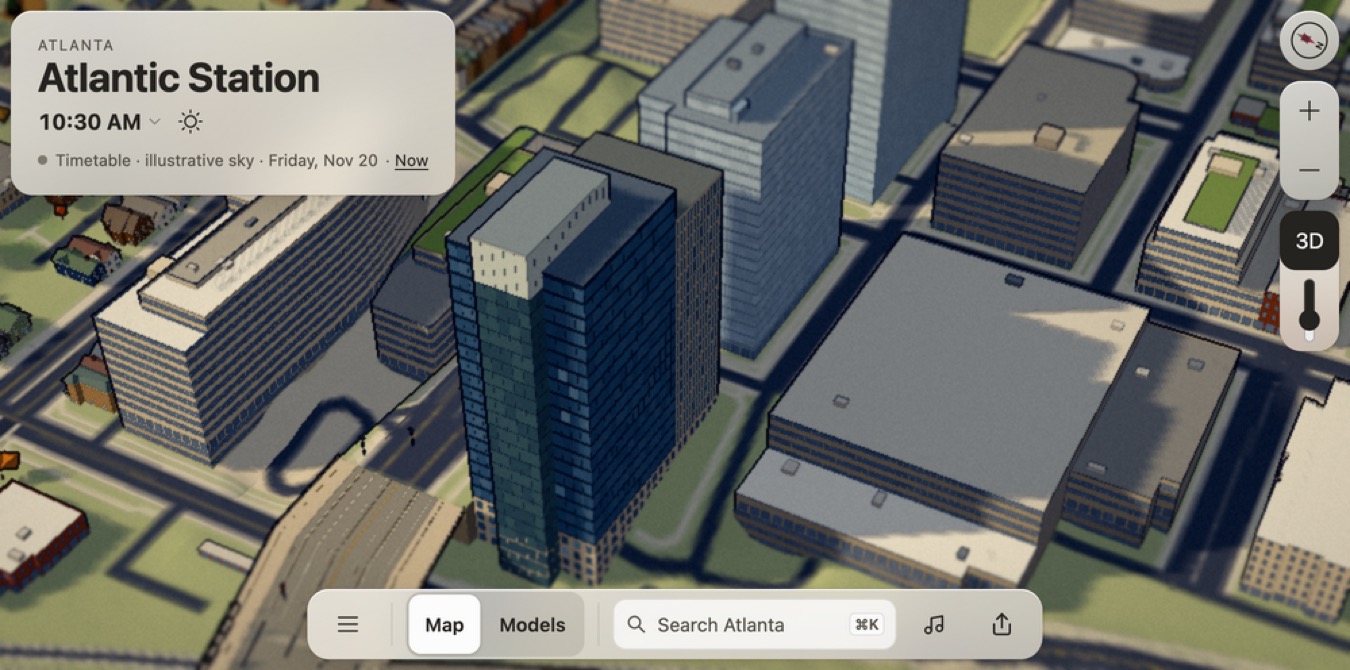 ATLANTA
Atlantic Station
10:30 AM
Timetable · illustrative sky · Friday, Nov 20 · Now
N
3D
Map
Models
Search Atlanta
⌘K